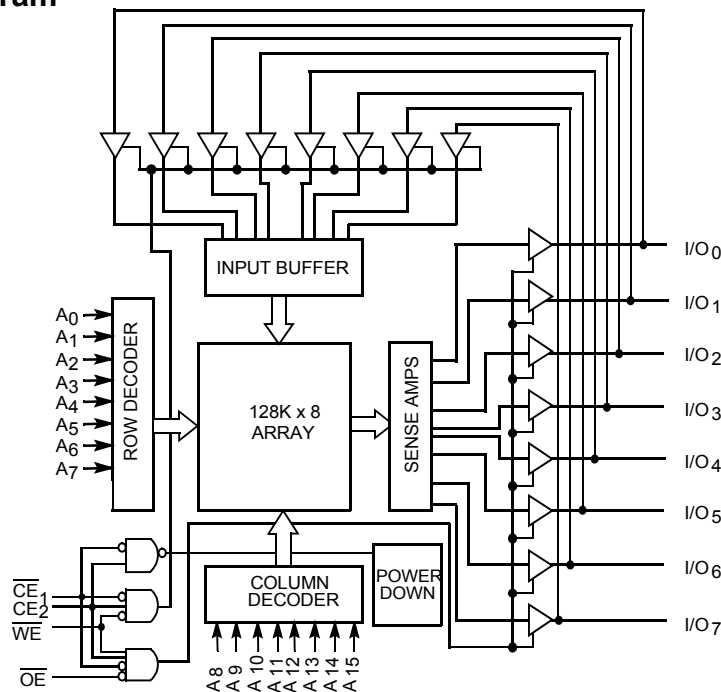 INPUT BUFFER
I/O0
I/O1
I/O2
I/O3
I/O4
I/O5
I/O6
I/O7
A0
A1
A2
A3
A4
A5
A6
A7
ROW DECODER
128K x 8
ARRAY
SENSE AMPS
COLUMN
DECODER
POWER
DOWN
CE1
CE2
WE
OE
A8
A9
A10
A11
A12
A13
A14
A15